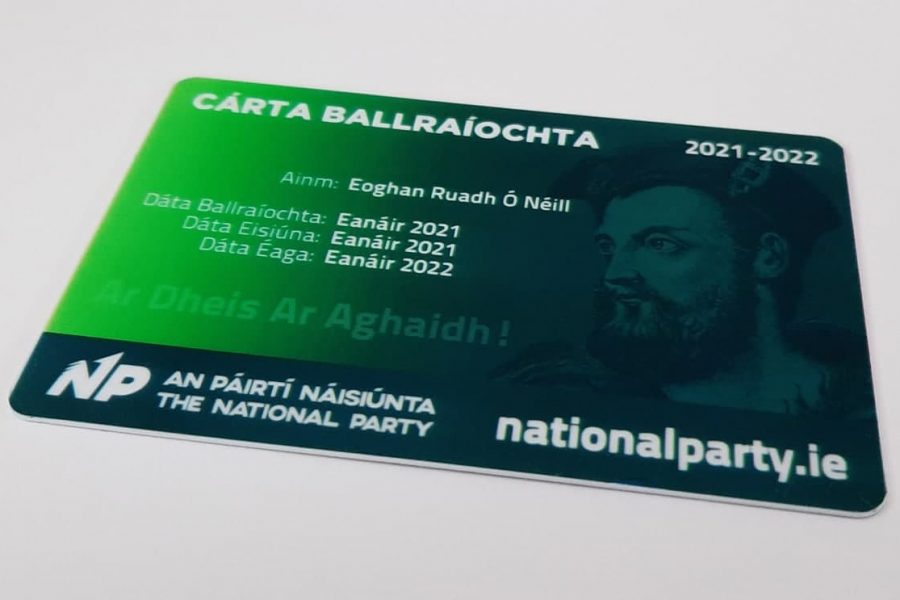 CÁRTA BALLRAÍOCHTA
2021-2022
Ainm: Eoghan Ruadh Ó Néill
Dáta Ballraíochta: Eanáir 2021
Dáta Eisiúna: Eanáir 2021
Dáta Éaga: Eanáir 2022
Ar Dheis Ar Aghaidh!
NP
AN PÁIRTÍ NÁISIÚNTA
THE NATIONAL PARTY
nationalparty.ie